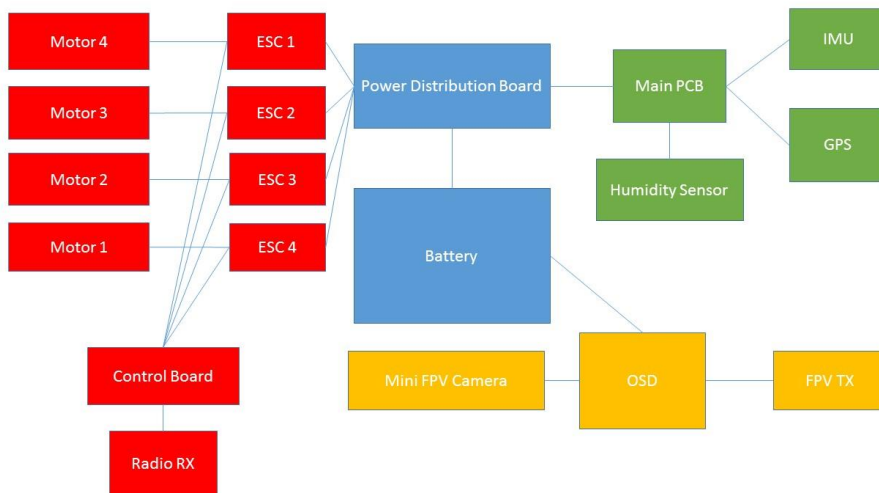 Motor 4
ESC 1
IMU
Power Distribution Board
Main PCB
Motor 3
ESC 2
GPS
Motor 2
ESC 3
Humidity Sensor
Motor 1
ESC 4
Battery
Control Board
Mini FPV Camera
OSD
FPV TX
Radio RX